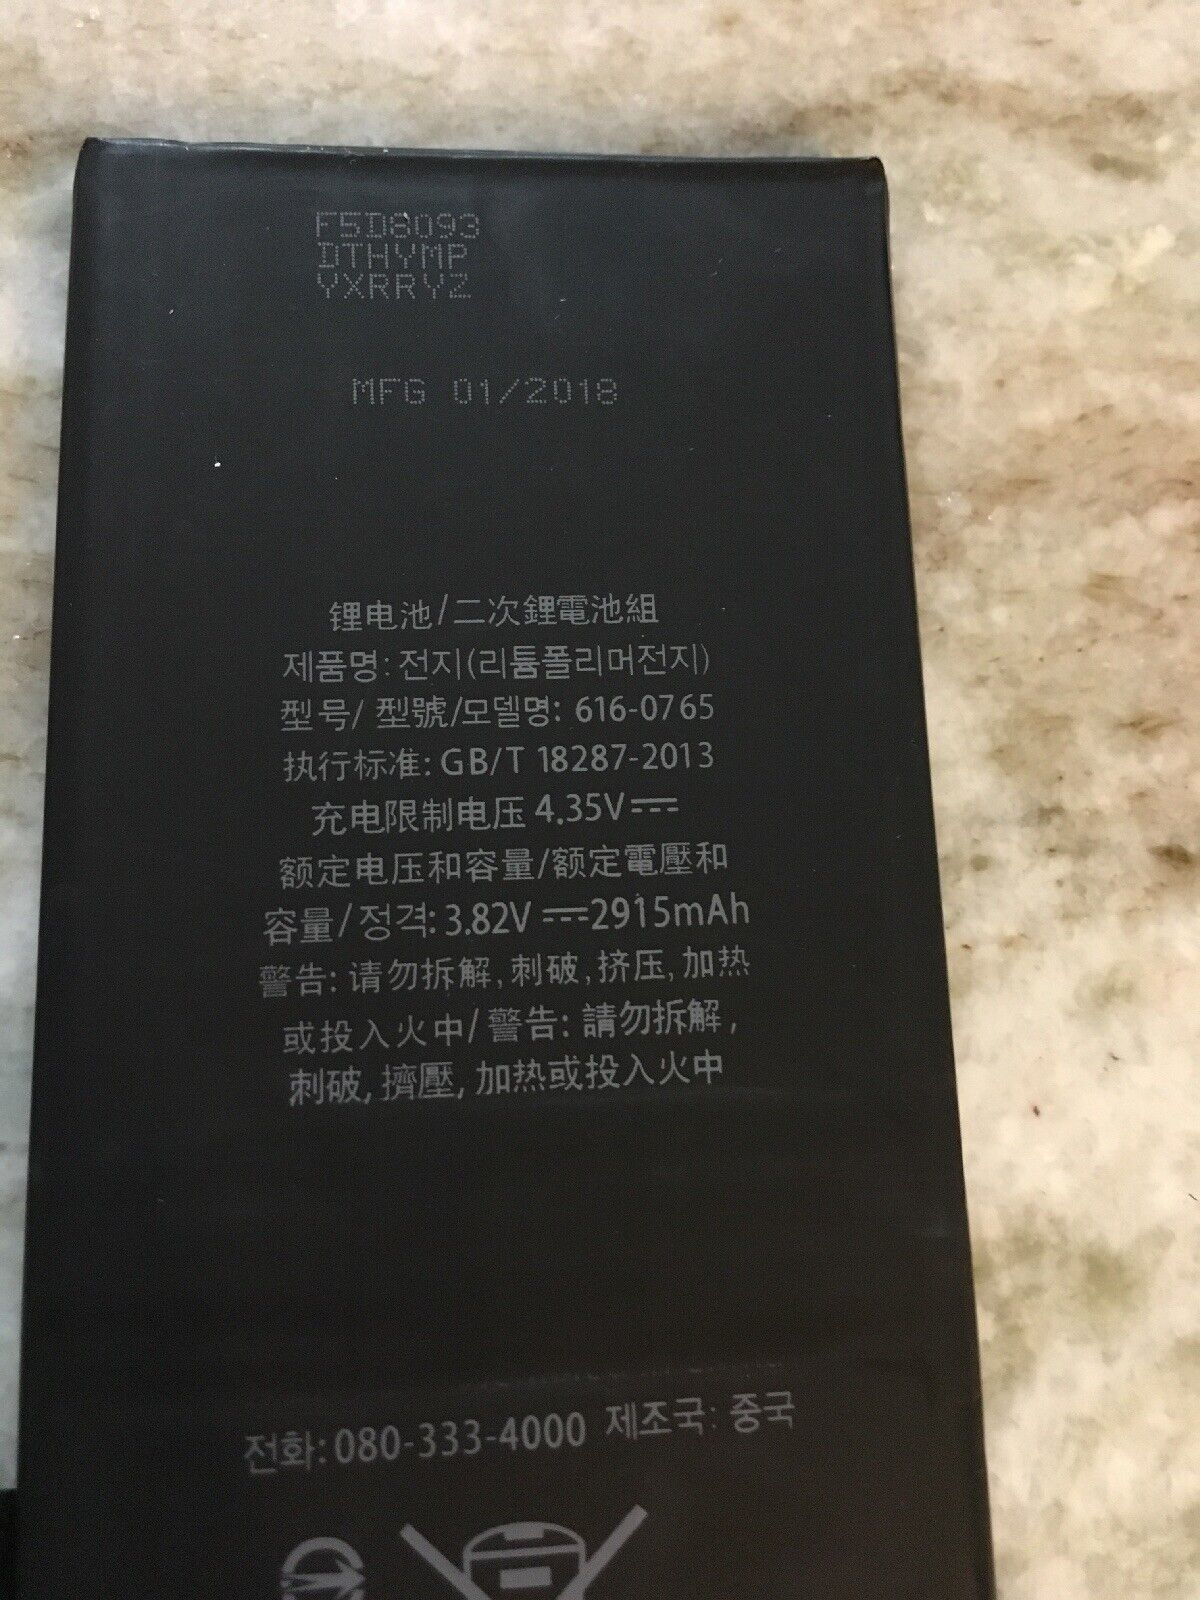 F5D8093
DTHYMP
YXRRYZ
MFG 01/2018
锂电池/二次鋰電池組
제품명: 전지(리튬폴리머전지)
型号/ 型號/모델명: 616-0765
执行标准: GB/T 18287-2013
充电限制电压 4.35V⎓
额定电压和容量/额定電壓和
容量/정격: 3.82V ⎓2915mAh
警告: 请勿拆解, 刺破, 挤压, 加热
或投入火中/ 警告: 請勿拆解,
刺破, 擠壓, 加热或投入火中
전화: 080-333-4000 제조국: 중국